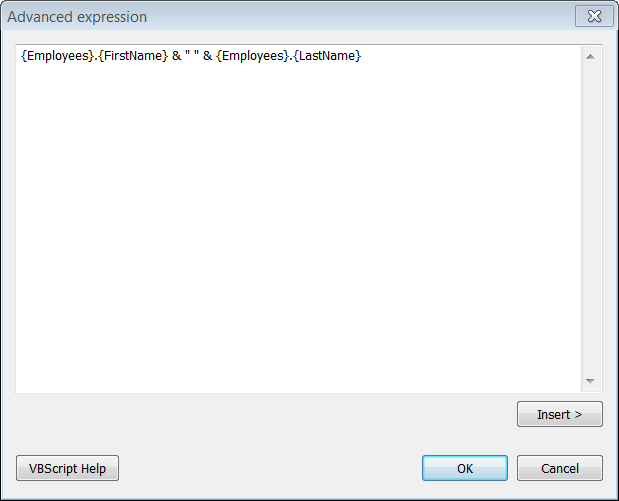 Advanced expression
{Employees}.{FirstName} & " " & {Employees}.{LastName}
Insert >
VBScript Help
OK
Cancel